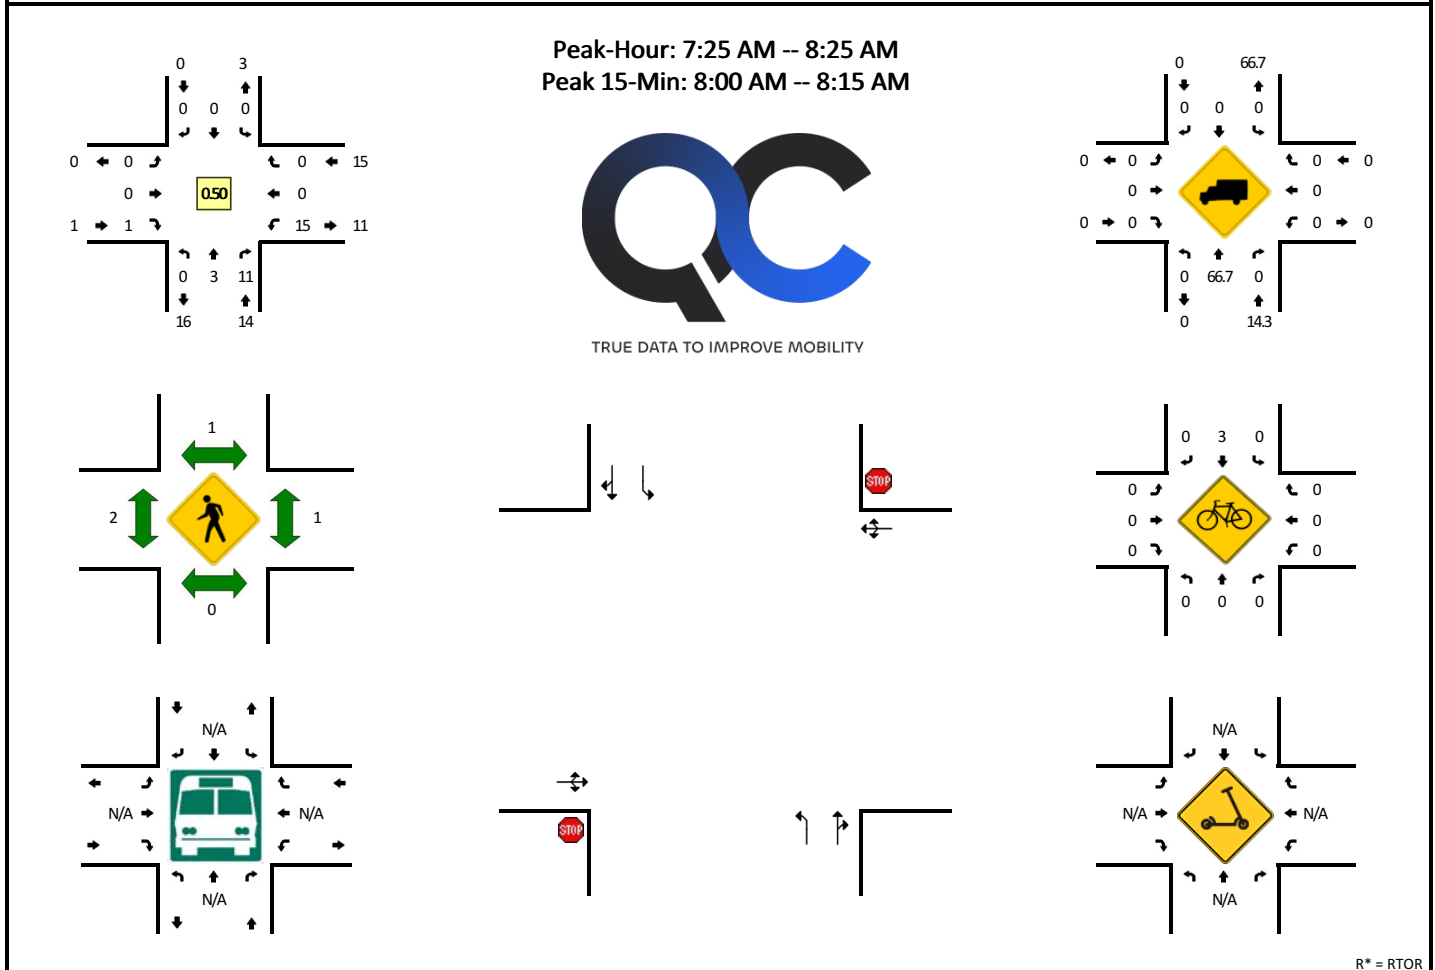 Peak-Hour: 7:25 AM -- 8:25 AM
Peak 15-Min: 8:00 AM -- 8:15 AM
0 3
0 0 0
0 0 0 15
0 0.50 0
1 1 15 11
0 3 11
16 14
TRUE DATA TO IMPROVE MOBILITY
0 66.7
0 0 0
0 0 0 0
0 0
0 0 0 0
0 66.7 0
0 14.3
1
2 1
0
STOP
STOP
0 3 0
0 0
0 0
0 0
0 0 0
N/A
N/A N/A
N/A
N/A
N/A N/A
N/A
R* = RTOR